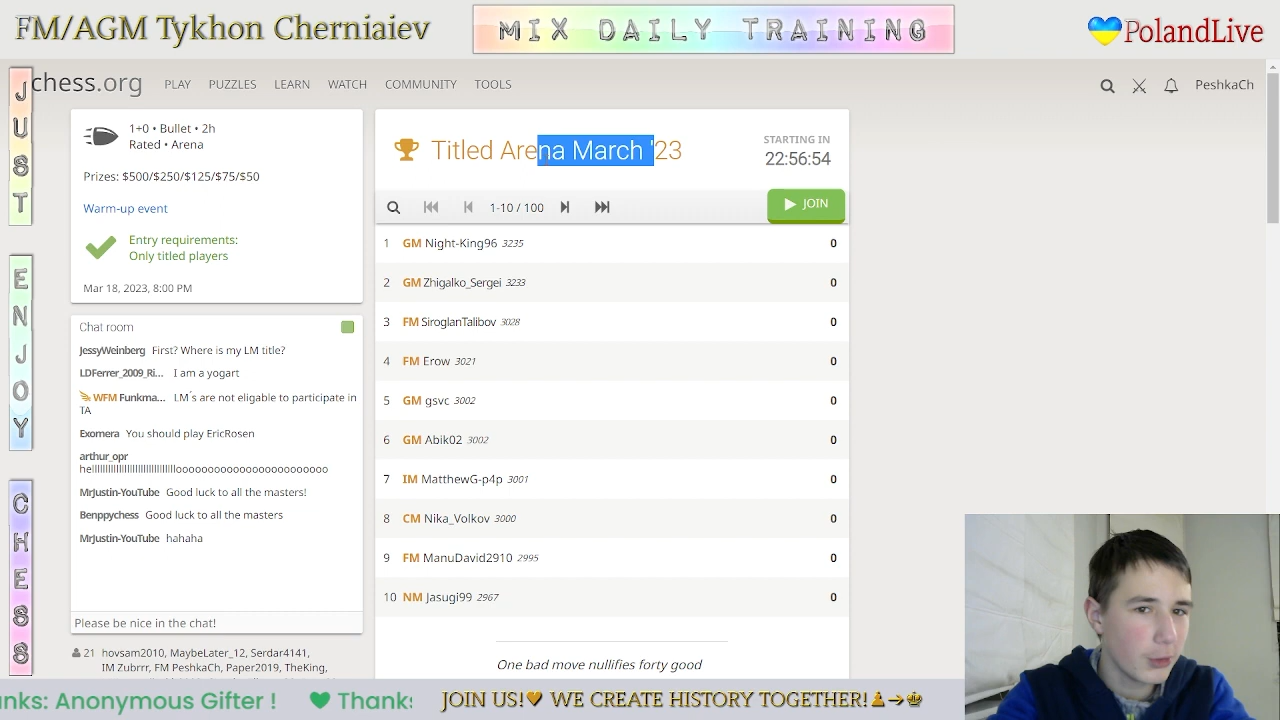 FM/AGM Tykhon Cherniaiev
MIX DAILY TRAINING
PolandLive
JUST
ENJOY
CHESS
chess.org
PLAY
PUZZLES
LEARN
WATCH
COMMUNITY
TOOLS
PeshkaCh
1+0 • Bullet • 2h
Rated • Arena
Prizes: $500/$250/$125/$75/$50
Warm-up event
Entry requirements:
Only titled players
Mar 18, 2023, 8:00 PM
Chat room
JessyWeinberg First? Where is my LM title?
LDFerrer_2009_Ri... I am a yogart
WFM Funkma... LM´s are not eligable to participate in
TA
Exomera You should play EricRosen
arthur_opr
MrJustin-YouTube Good luck to all the masters!
Benppychess Good luck to all the masters
MrJustin-YouTube hahaha
Please be nice in the chat!
21 hovsam2010, MaybeLater_12, Serdar4141,
IM Zubrrr, FM PeshkaCh, Paper2019, TheKing,
Titled Arena March '23
STARTING IN
22:56:54
1-10 / 100
JOIN
1 GM Night-King96 3235 0
2 GM Zhigalko_Sergei 3233 0
3 FM SiroglanTalibov 3028 0
4 FM Erow 3021 0
5 GM gsvc 3002 0
6 GM Abik02 3002 0
7 IM MatthewG-p4p 3001 0
8 CM Nika_Volkov 3000 0
9 FM ManuDavid2910 2995 0
10 NM Jasugi99 2967 0
One bad move nullifies forty good
nks: Anonymous Gifter !
Thanks
JOIN US! WE CREATE HISTORY TOGETHER!